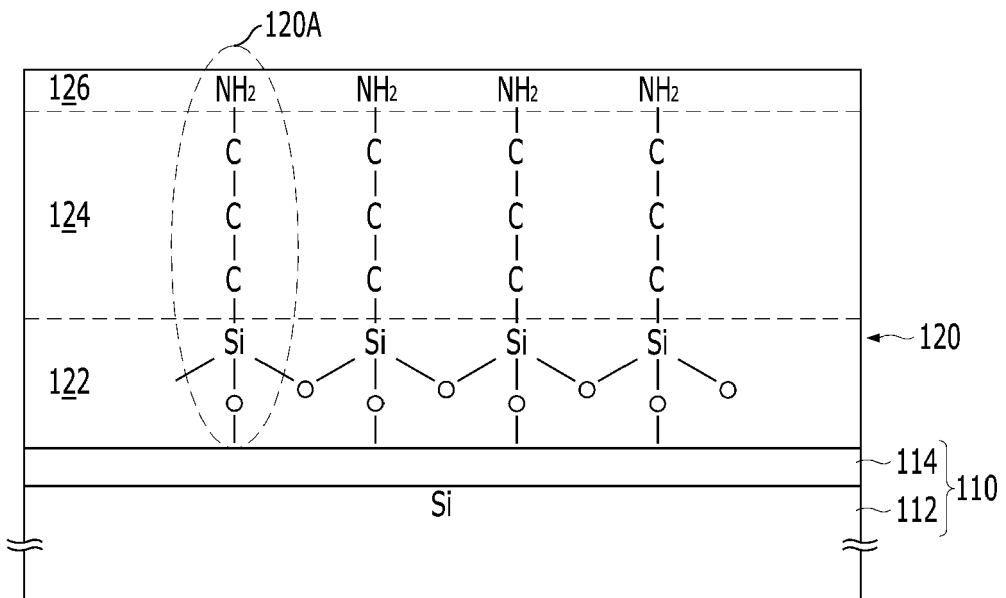 120A
126 NH₂ NH₂ NH₂ NH₂
C C C C
124 C C C C
C C C C
Si Si Si Si
120
122 O O O
O O O O O
114
110
Si 112